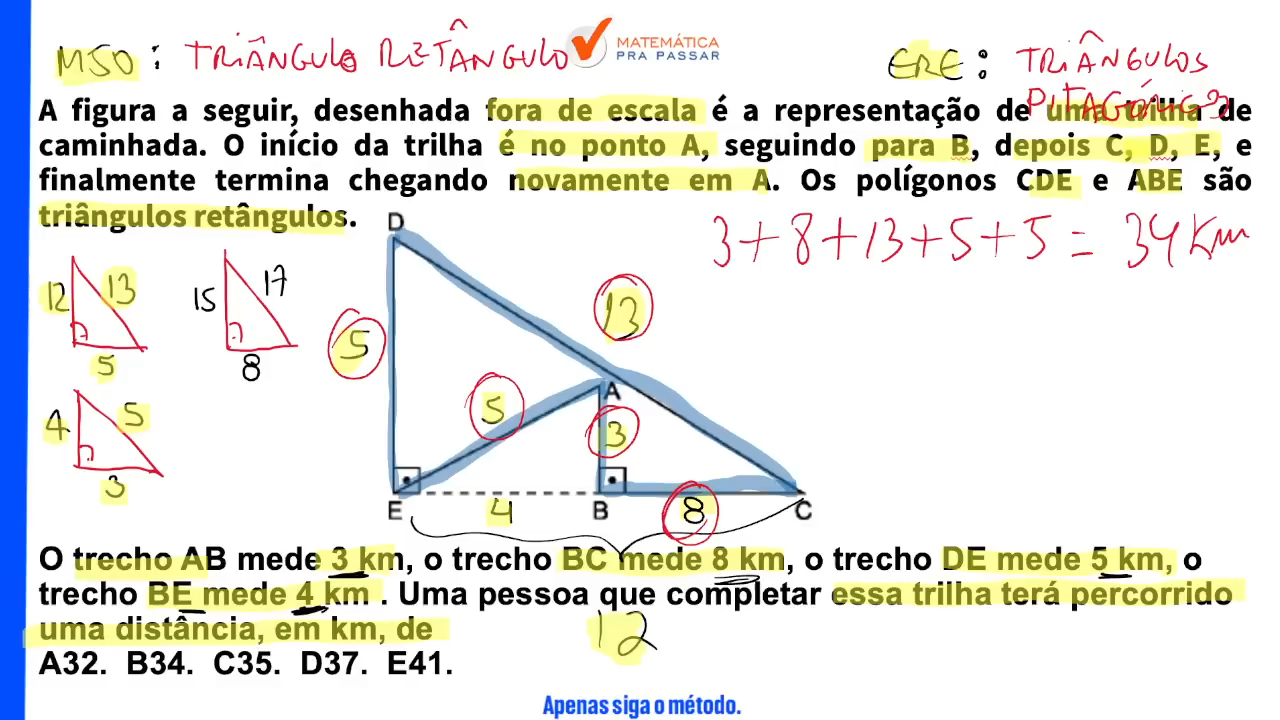 MSO: TRIÂNGULO RETÂNGULO
MATEMÁTICA
PRA PASSAR
ERE: TRIÂNGULOS
PITAGÓRICOS
A figura a seguir, desenhada fora de escala é a representação de uma trilha de
caminhada. O início da trilha é no ponto A, seguindo para B, depois C, D, E, e
finalmente termina chegando novamente em A. Os polígonos CDE e ABE são
triângulos retângulos.
3+8+13+5+5=34Km
D
12 13
5
15 17
8
5
13
4 5
3
5
A
3
E 4 B 8 C
O trecho AB mede 3 km, o trecho BC mede 8 km, o trecho DE mede 5 km, o
trecho BE mede 4 km . Uma pessoa que completar essa trilha terá percorrido
uma distância, em km, de
12
A32. B34. C35. D37. E41.
Apenas siga o método.